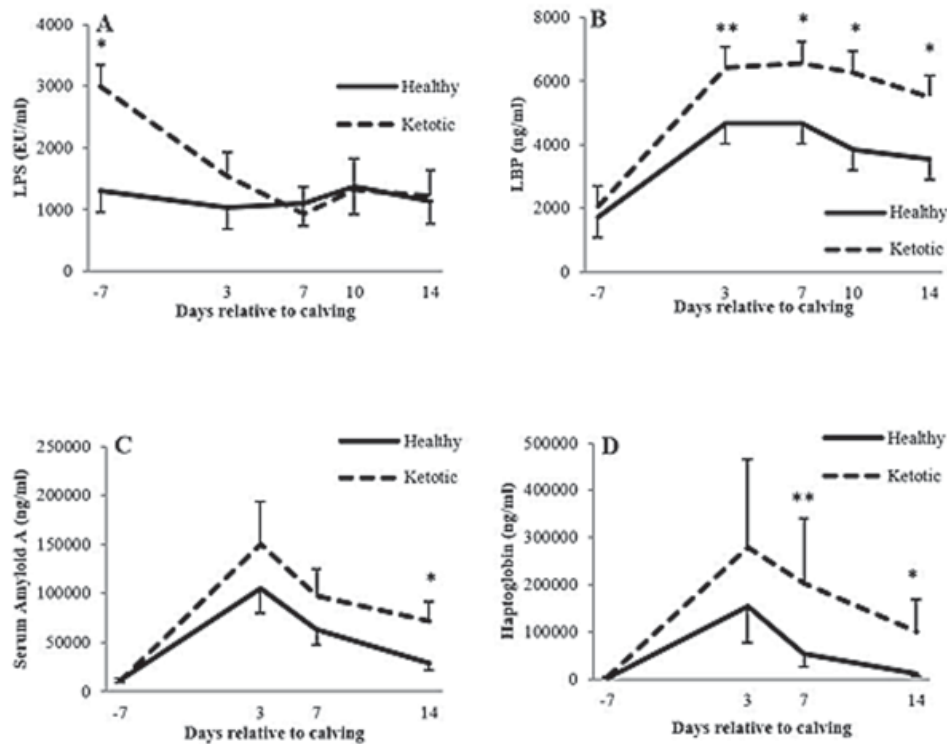 A
4000
*
3000
2000
1000
0
LPS (EU/ml)
Healthy
Ketotic
-7 3 7 10 14
Days relative to calving
B
8000
** * * *
6000
4000
2000
0
LBP (ng/ml)
Healthy
Ketotic
-7 3 7 10 14
Days relative to calving
C
Healthy
Ketotic
250000
200000
150000
100000
50000
0
*
Serum Amyloid A (ng/ml)
-7 3 7 14
Days relative to calving
D
Healthy
Ketotic
500000
400000
300000
200000
100000
0
** *
Haptoglobin (ng/ml)
-7 3 7 14
Days relative to calving